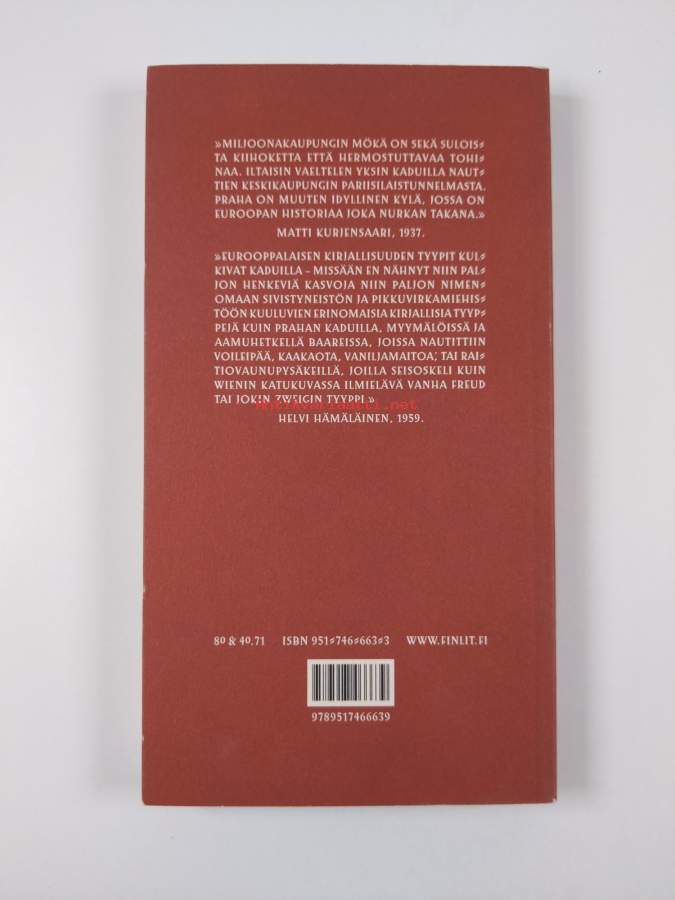 »MILJOONAKAUPUNGIN MÖKÄ ON SEKÄ SULOIS-
TA KIIHOKETTA ETTÄ HERMOSTUTTAVAA TOHI-
NAA. ILTAISIN VAELTELEN YKSIN KADUILLA NAUT-
TIEN KESKIKAUPUNGIN PARIISILAISTUNNELMASTA.
PRAHA ON MUUTEN IDYLLINEN KYLÄ, JOSSA ON
EUROOPAN HISTORIAA JOKA NURKAN TAKANA.»
MATTI KURJENSAARI, 1937.
»EUROOPPALAISEN KIRJALLISUUDEN TYYPIT KUL-
KIVAT KADUILLA – MISSÄÄN EN NÄHNYT NIIN PAL-
JON HENKEVIÄ KASVOJA NIIN PALJON NIMEN-
OMAAN SIVISTYNEISTÖN JA PIKKUVIRKAMIEHIS-
TÖÖN KUULUVIEN ERINOMAISIA KIRJALLISIA TYYP-
PEJÄ KUIN PRAHAN KADUILLA, MYYMÄLÖISSÄ JA
AAMUHETKELLÄ BAAREISSA, JOISSA NAUTITTIIN
VOILEIPÄÄ, KAAKAOTA, VANILJAMAITOA; TAI RAI-
TIOVAUNUPYSÄKEILLÄ, JOILLA SEISOSKELI KUIN
WIENIN KATUKUVASSA ILMIELÄVÄ VANHA FREUD
TAI JOKIN ZWEIGIN TYYPPI.»
antikvariaatti.net
HELVI HÄMÄLÄINEN, 1959.
80 & 40.71 ISBN 951-746-663-3 WWW.FINLIT.FI
9789517466639